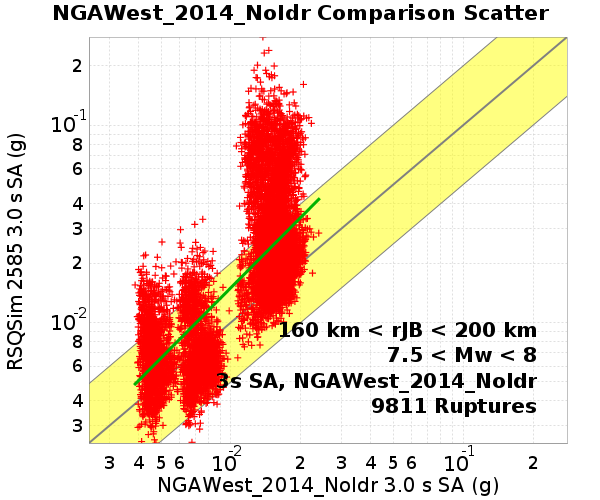 NGAWest_2014_NoIdr Comparison Scatter
RSQSim 2585 3.0 s SA (g)
2
10-1
8
6
4
3
2
10-2
8
6
4
3
160 km < rJB < 200 km
7.5 < Mw < 8
3s SA, NGAWest_2014_NoIdr
9811 Ruptures
3 4 5 6 10-2 2 3 4 5 6 10-1 2
NGAWest_2014_NoIdr 3.0 s SA (g)